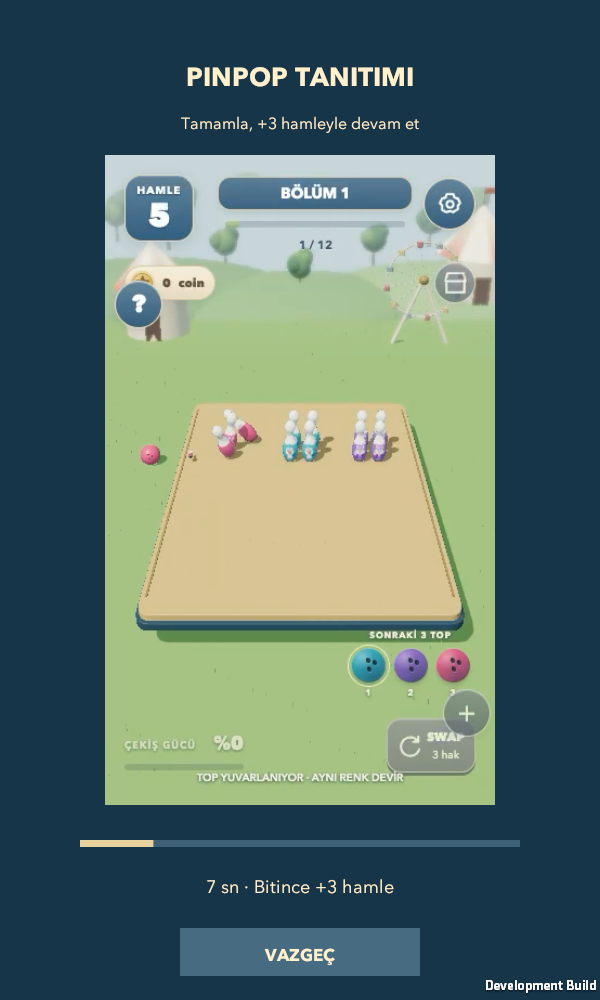 PINPOP TANITIMI
Tamamla, +3 hamleyle devam et
HAMLE
5
BÖLÜM 1
1 / 12
0 coin
?
SONRAKİ 3 TOP
1 2
SWAP
3 hak
ÇEKİŞ GÜCÜ %0
TOP YUVARLANIYOR - AYNI RENK DEVİR
7 sn · Bitince +3 hamle
VAZGEÇ
Development Build